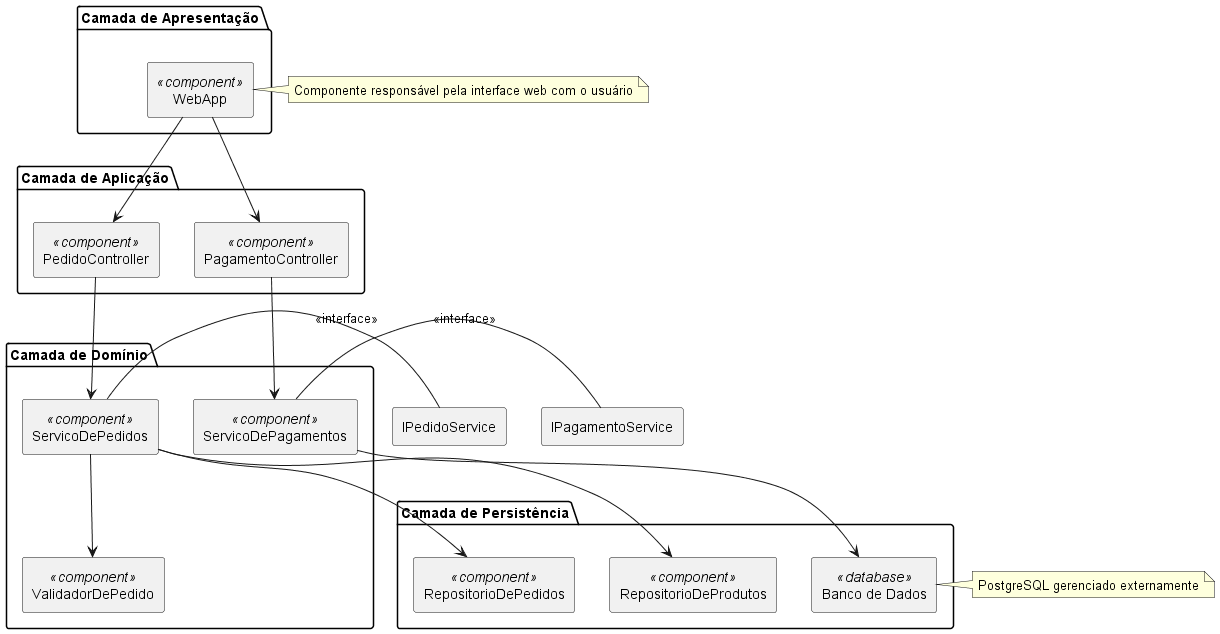 Camada de Apresentação
«component»
WebApp
Componente responsável pela interface web com o usuário
Camada de Aplicação
«component»
PedidoController
«component»
PagamentoController
«interface»
«interface»
Camada de Domínio
«component»
ServicoDePedidos
«component»
ServicoDePagamentos
IPedidoService
IPagamentoService
Camada de Persistência
«component»
ValidadorDePedido
«component»
RepositorioDePedidos
«component»
RepositorioDeProdutos
«database»
Banco de Dados
PostgreSQL gerenciado externamente